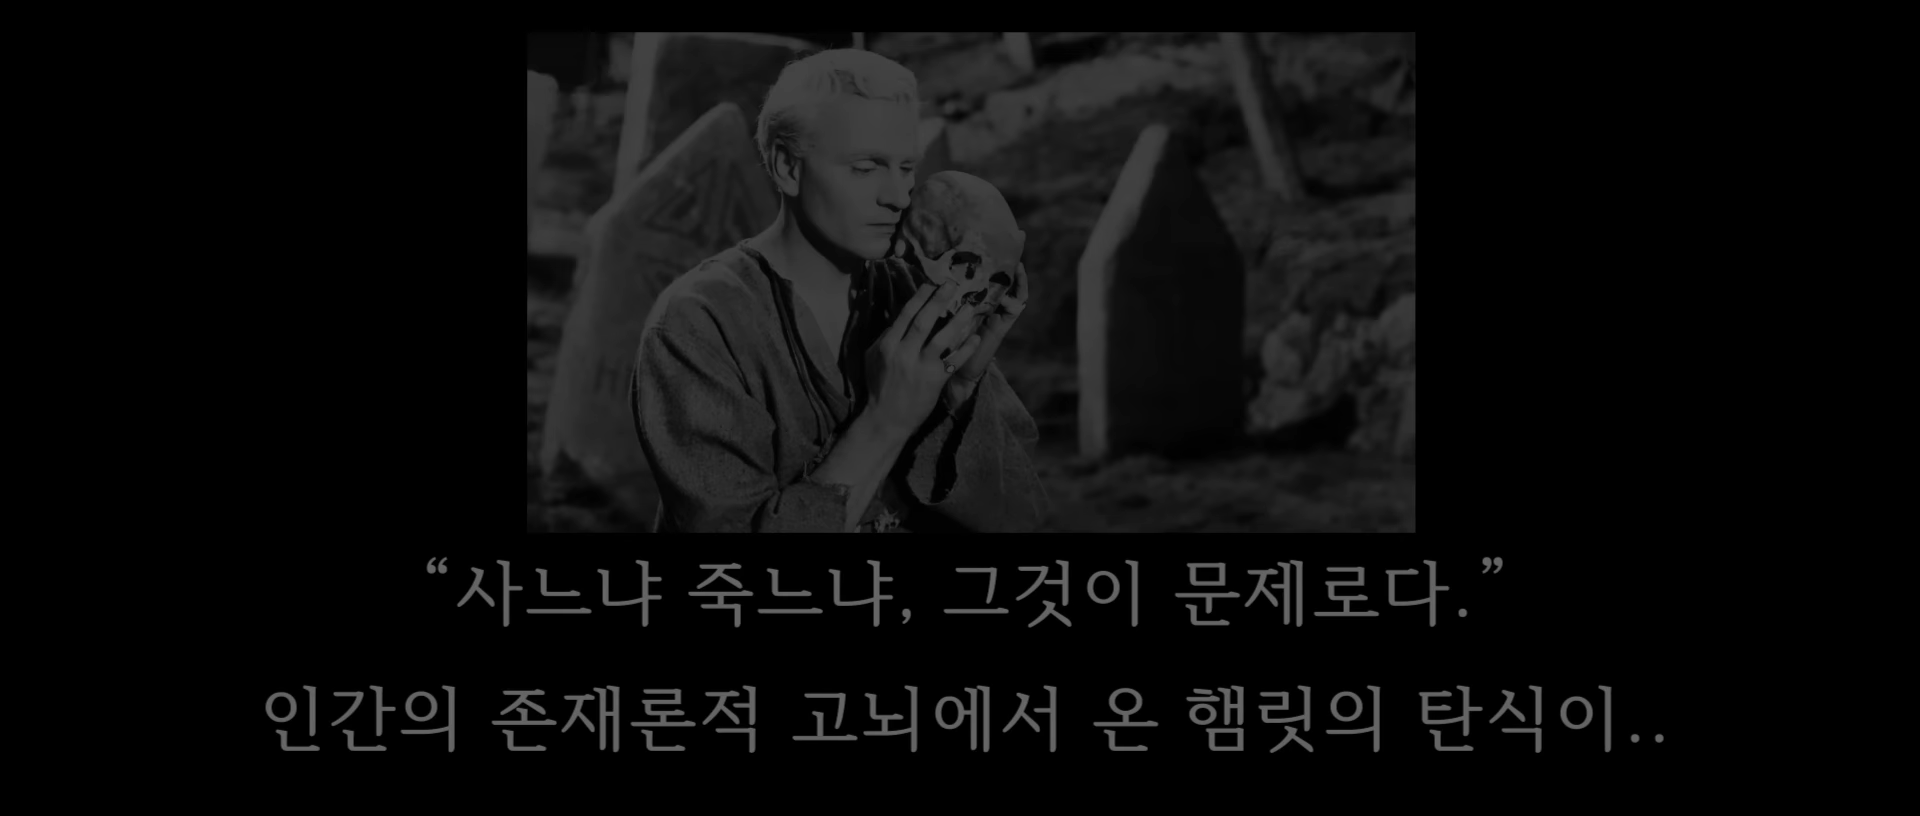 “사느냐 죽느냐, 그것이 문제로다.”
인간의 존재론적 고뇌에서 온 햄릿의 탄식이..